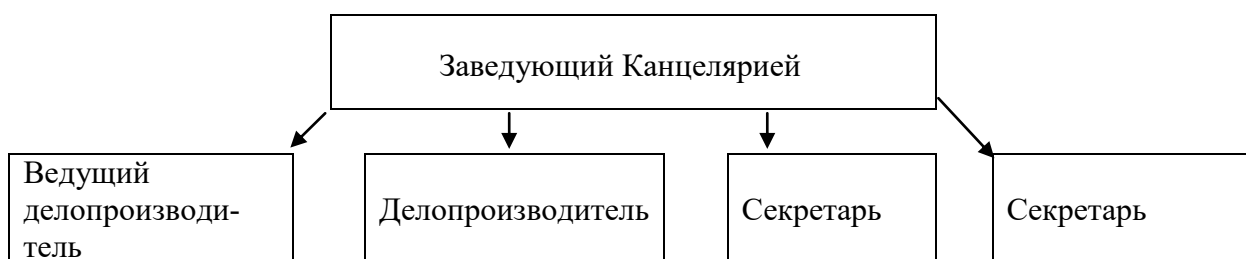 Заведующий Канцелярией
Ведущий
делопроизводи-
тель
Делопроизводитель
Секретарь
Секретарь